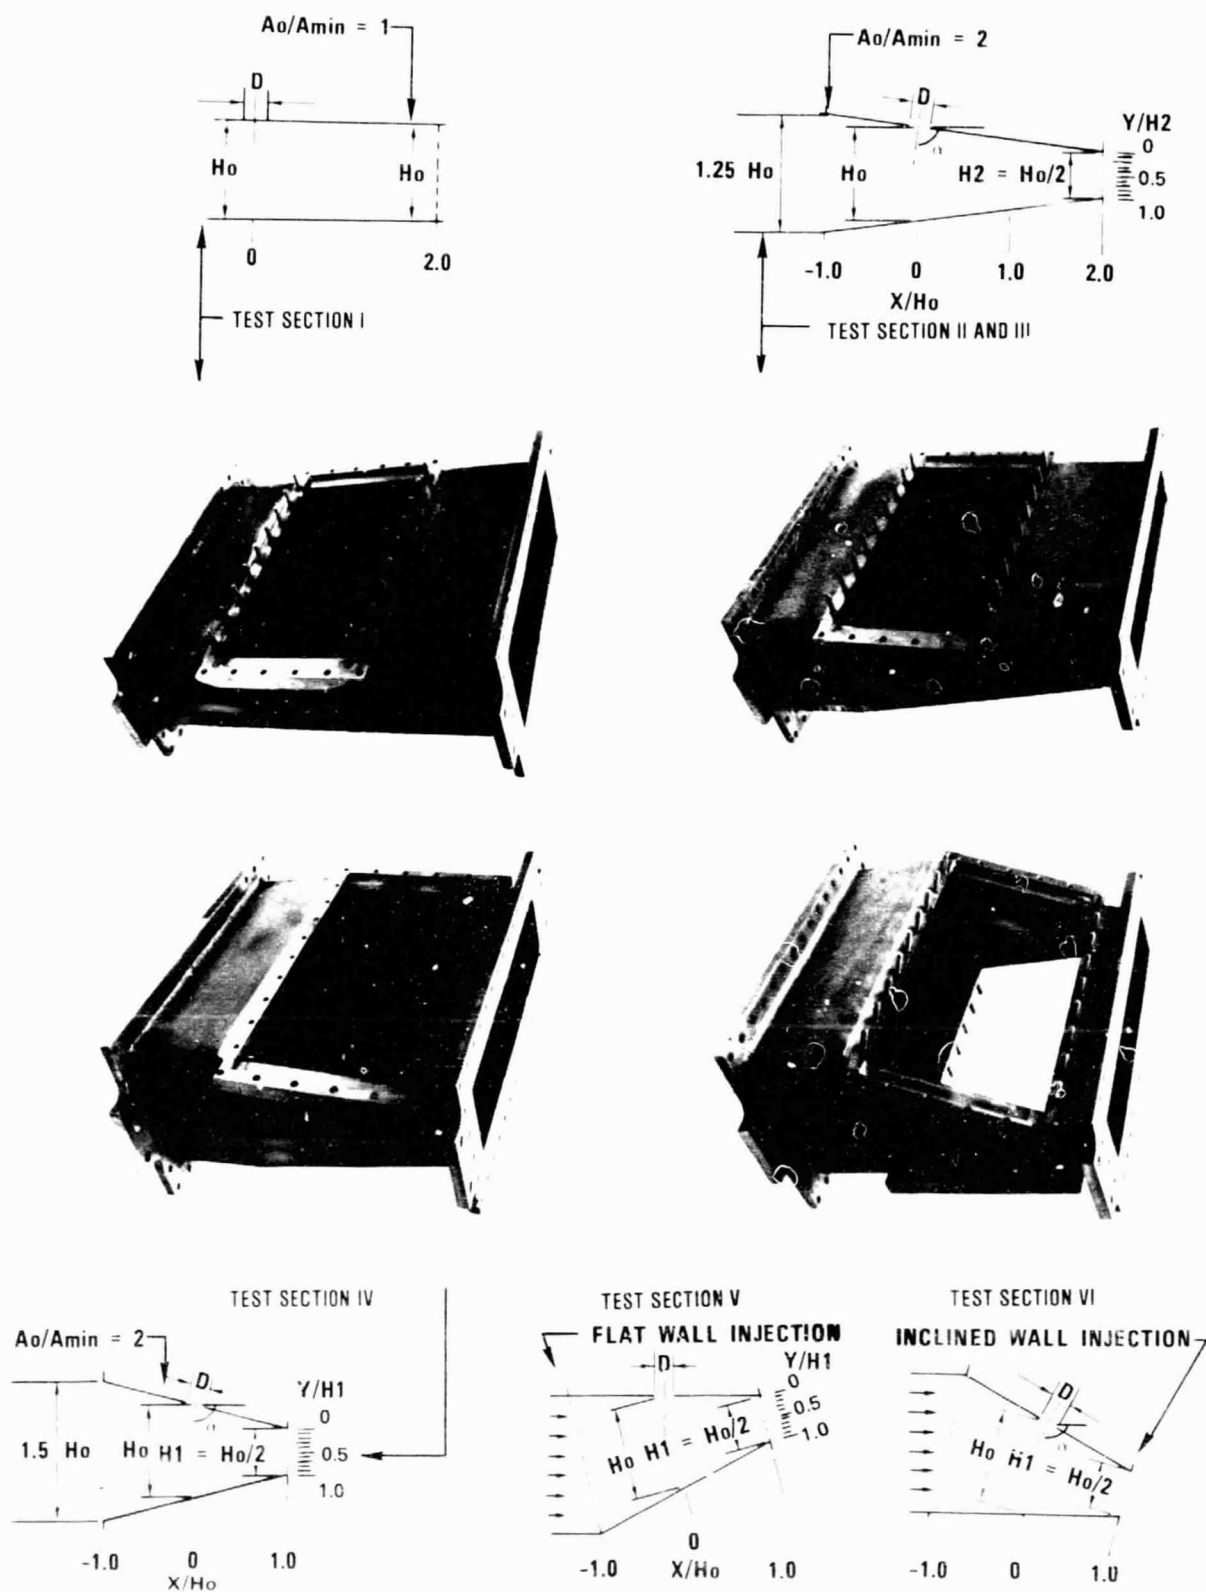 Ao/Amin = 1
D
Ho
Ho
0
2.0
TEST SECTION I
Ao/Amin = 2
D
Y/H2
α
0
0.5
1.0
1.25 Ho
Ho
H2 = Ho/2
-1.0
0
1.0
2.0
X/Ho
TEST SECTION II AND III
TEST SECTION IV
Ao/Amin = 2
D
Y/H1
α
0
0.5
1.0
1.5 Ho
Ho
H1 = Ho/2
-1.0
0
1.0
X/Ho
TEST SECTION V
FLAT WALL INJECTION
D
Y/H1
0
0.5
1.0
Ho
H1 = Ho/2
-1.0
0
1.0
X/Ho
TEST SECTION VI
INCLINED WALL INJECTION
D
α
Ho
H1 = Ho/2
-1.0
0
1.0